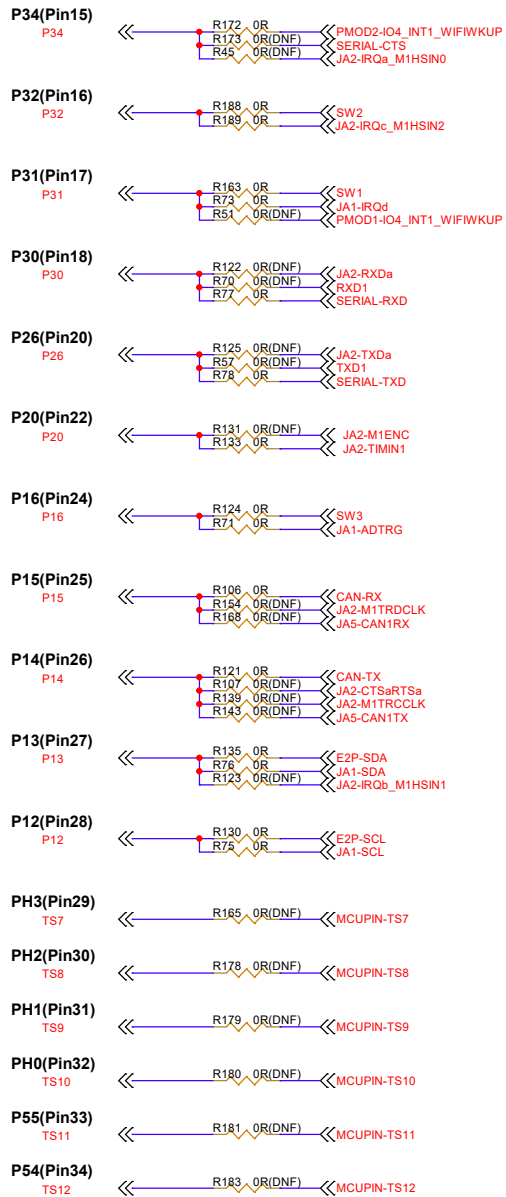 P34(Pin15)
P34
R172 0R PMOD2-IO4_INT1_WIFIWKUP
R173 0R(DNF) SERIAL-CTS
R45 0R(DNF) JA2-IRQa_M1HSIN0
P32(Pin16)
P32
R188 0R SW2
R189 0R JA2-IRQc_M1HSIN2
P31(Pin17)
P31
R163 0R SW1
R73 0R JA1-IRQd
R51 0R(DNF) PMOD1-IO4_INT1_WIFIWKUP
P30(Pin18)
P30
R122 0R(DNF) JA2-RXDa
R70 0R(DNF) RXD1
R77 0R SERIAL-RXD
P26(Pin20)
P26
R125 0R(DNF) JA2-TXDa
R57 0R(DNF) TXD1
R78 0R SERIAL-TXD
P20(Pin22)
P20
R131 0R(DNF) JA2-M1ENC
R133 0R JA2-TIMIN1
P16(Pin24)
P16
R124 0R SW3
R71 0R JA1-ADTRG
P15(Pin25)
P15
R106 0R CAN-RX
R154 0R(DNF) JA2-M1TRDCLK
R168 0R(DNF) JA5-CAN1RX
P14(Pin26)
P14
R121 0R CAN-TX
R107 0R(DNF) JA2-CTSaRTSa
R139 0R(DNF) JA2-M1TRCCLK
R143 0R(DNF) JA5-CAN1TX
P13(Pin27)
P13
R135 0R E2P-SDA
R76 0R JA1-SDA
R123 0R(DNF) JA2-IRQb_M1HSIN1
P12(Pin28)
P12
R130 0R E2P-SCL
R75 0R JA1-SCL
PH3(Pin29)
TS7
R165 0R(DNF) MCUPIN-TS7
PH2(Pin30)
TS8
R178 0R(DNF) MCUPIN-TS8
PH1(Pin31)
TS9
R179 0R(DNF) MCUPIN-TS9
PH0(Pin32)
TS10
R180 0R(DNF) MCUPIN-TS10
P55(Pin33)
TS11
R181 0R(DNF) MCUPIN-TS11
P54(Pin34)
TS12
R183 0R(DNF) MCUPIN-TS12